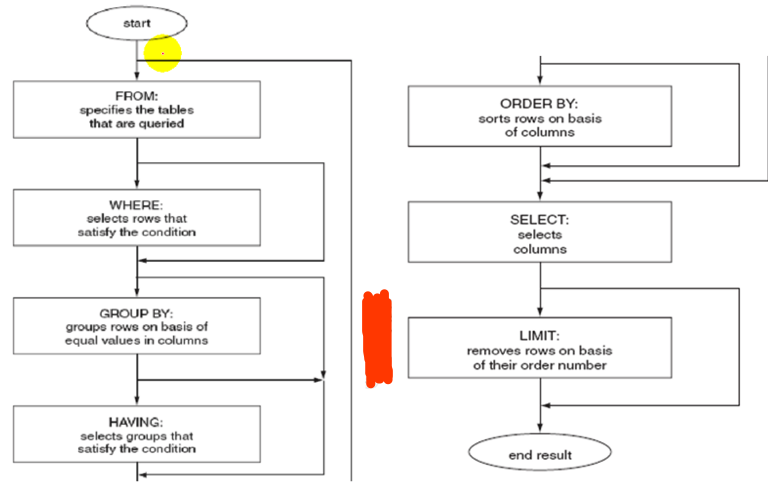 start
FROM:
specifies the tables
that are queried
WHERE:
selects rows that
satisfy the condition
GROUP BY:
groups rows on basis of
equal values in columns
HAVING:
selects groups that
satisfy the condition
ORDER BY:
sorts rows on basis
of columns
SELECT:
selects
columns
LIMIT:
removes rows on basis
of their order number
end result